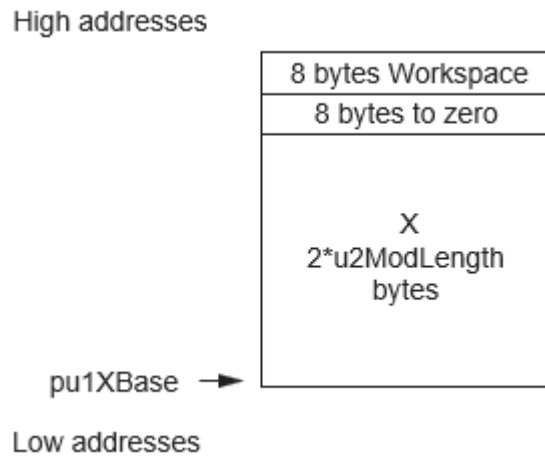 High addresses
8 bytes Workspace
8 bytes to zero
X
2*u2ModLength
bytes
pu1XBase
Low addresses